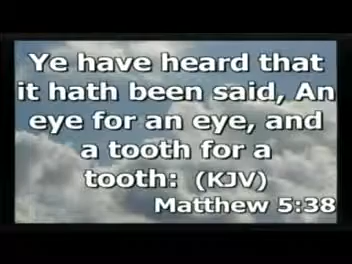 Ye have heard that
it hath been said, An
eye for an eye, and
a tooth for a
tooth: (KJV)
Matthew 5:38